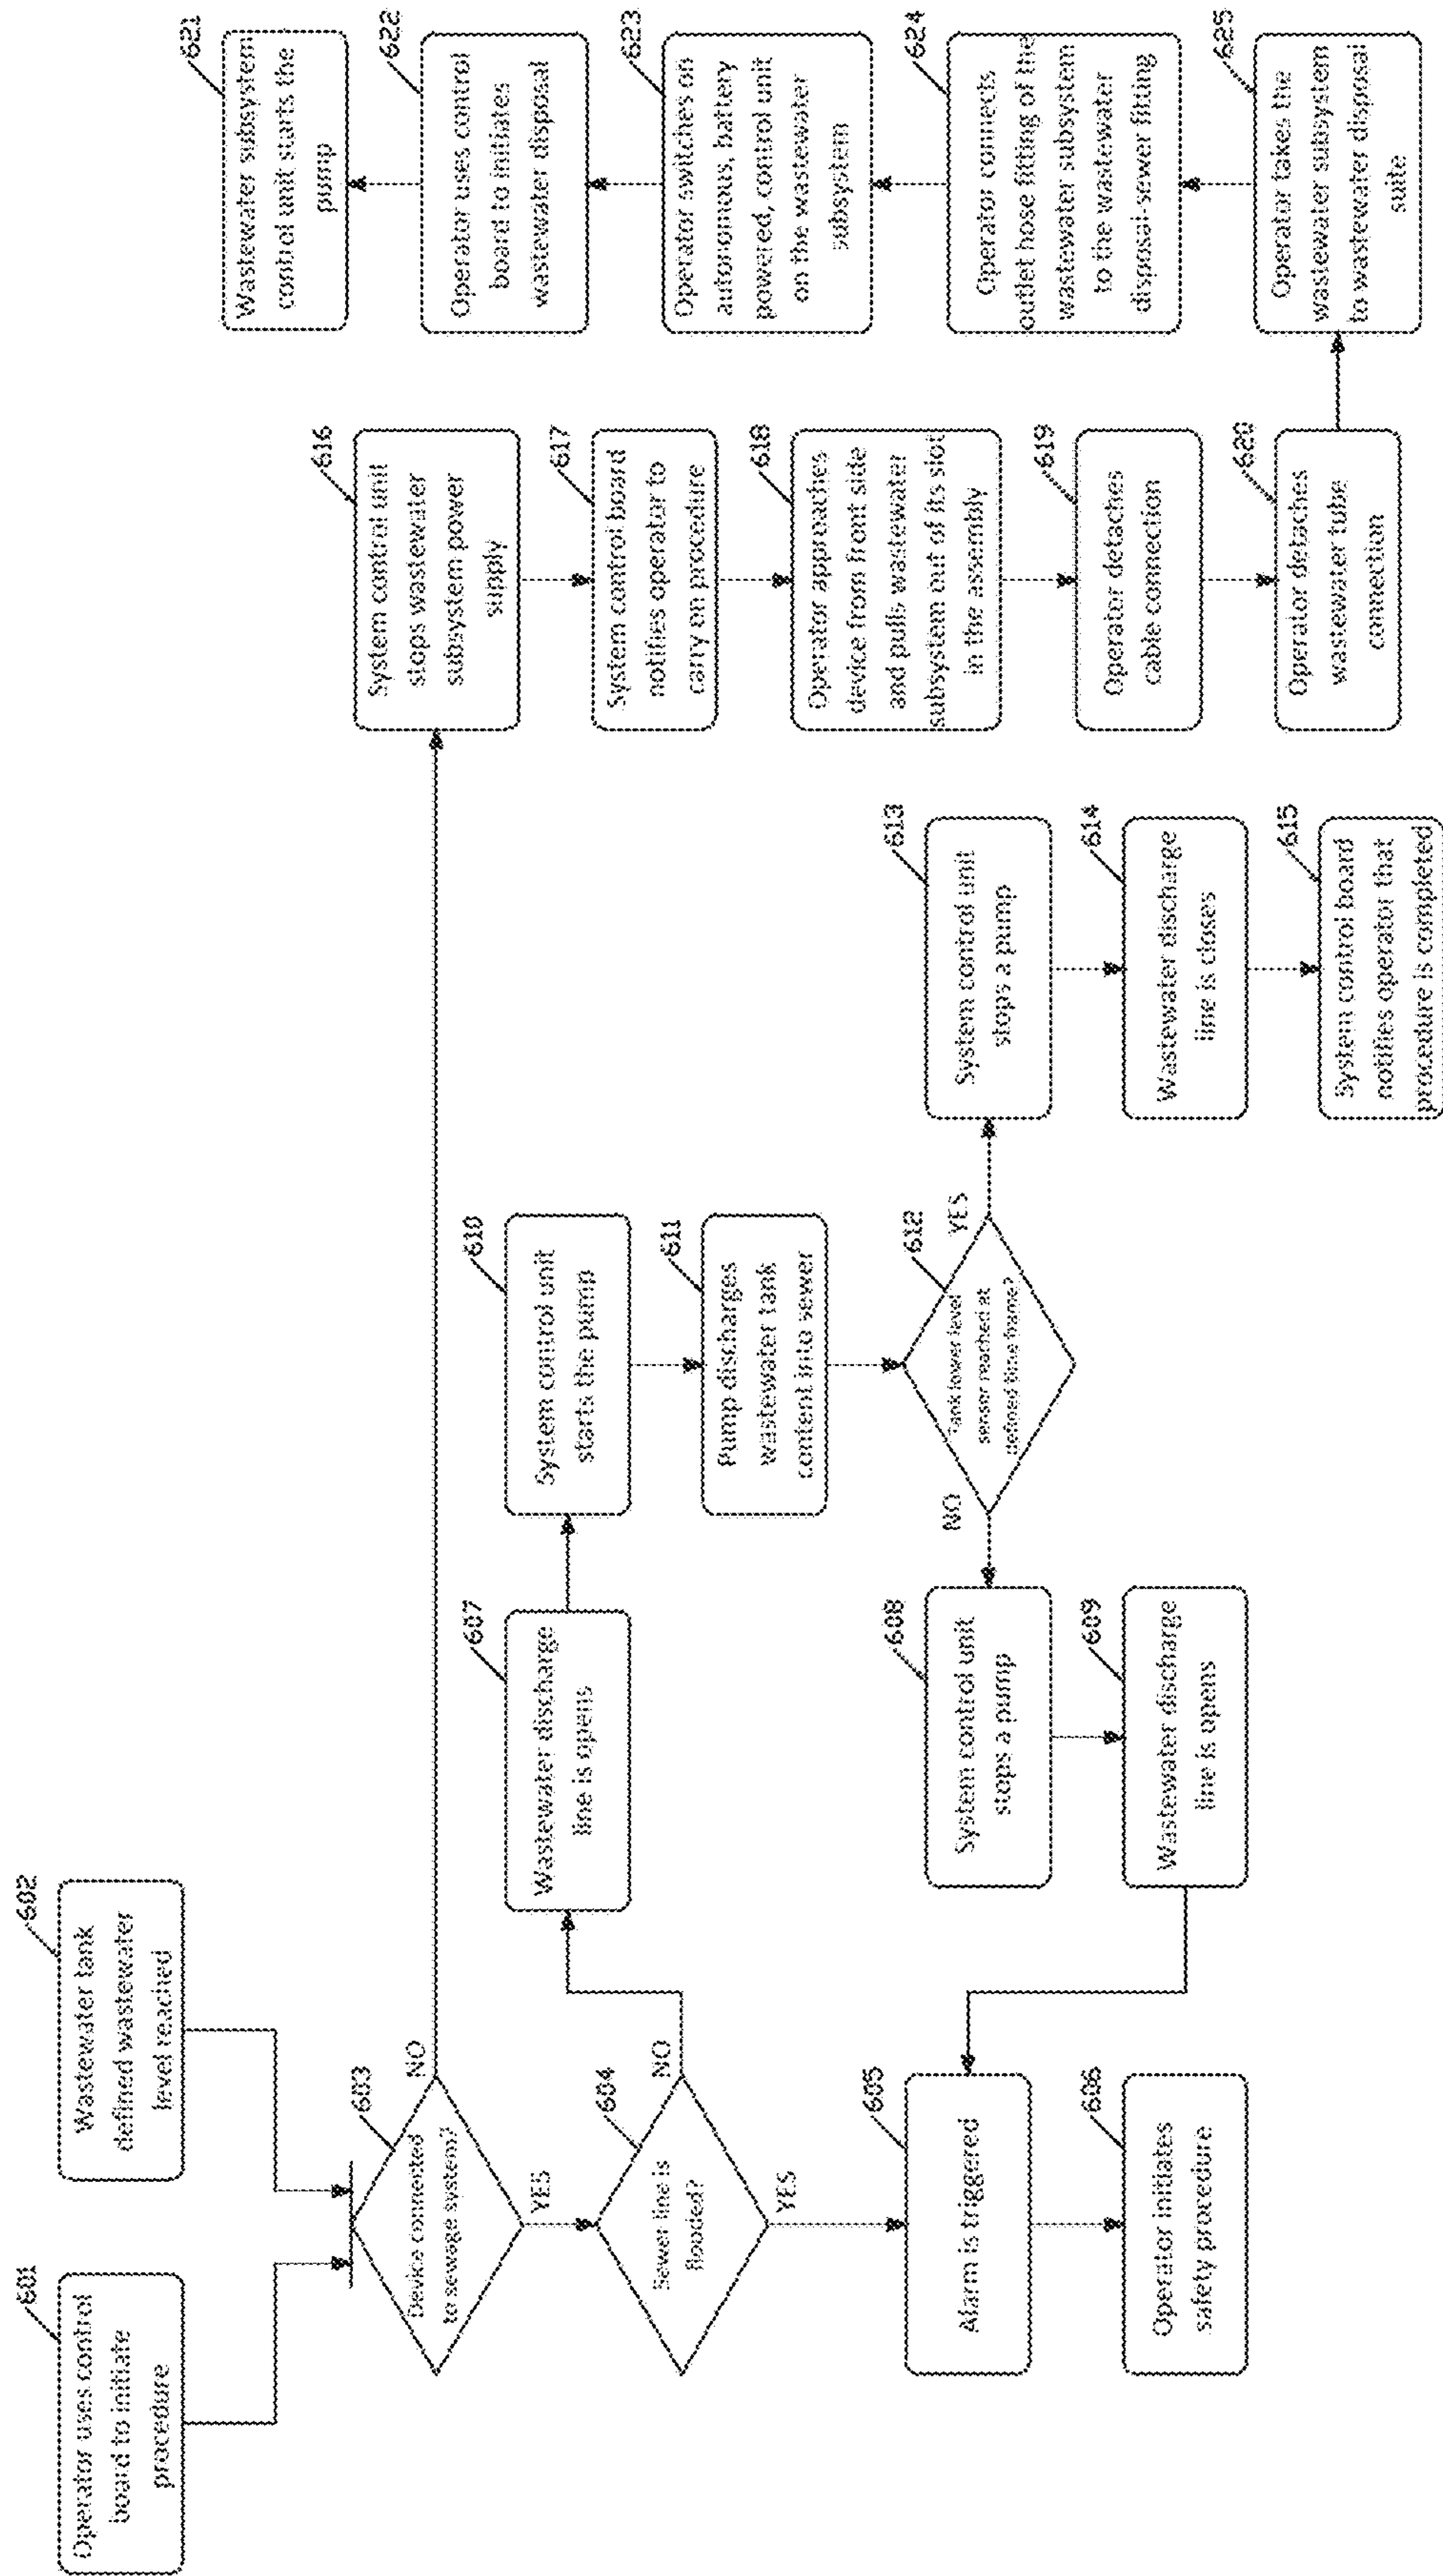 601
Operator uses control
board to initiate
procedure
602
Wastewater tank
defined wastewater
level reached
603
Device connected
to sewage system?
NO
YES
604
Sewer line is
flooded?
NO
YES
605
Alarm is triggered
606
Operator initiates
safety procedure
607
Wastewater discharge
line is opens
608
System control unit
stops a pump
609
Wastewater discharge
line is opens
610
System control unit
starts the pump
611
Pump discharges
wastewater tank
content into sewer
612
Tank lower level
sensor reached at
defined time frame?
NO
YES
613
System control unit
stops a pump
614
Wastewater discharge
line is closes
615
System control board
notifies operator that
procedure is completed
616
System control unit
stops wastewater
subsystem power
supply
617
System control board
notifies operator to
carry on procedure
618
Operator approaches
device from front side
and pulls wastewater
subsystem out of its slot
in the assembly
619
Operator detaches
cable connection
620
Operator detaches
wastewater tube
connection
621
Wastewater subsystem
control unit starts the
pump
622
Operator uses control
board to initiates
wastewater disposal
623
Operator switches on
autonomous, battery
powered, control unit
on the wastewater
subsystem
624
Operator connects
outlet hose fitting of the
wastewater subsystem
to the wastewater
disposal-sewer fitting
625
Operator takes the
wastewater subsystem
to wastewater disposal
suite